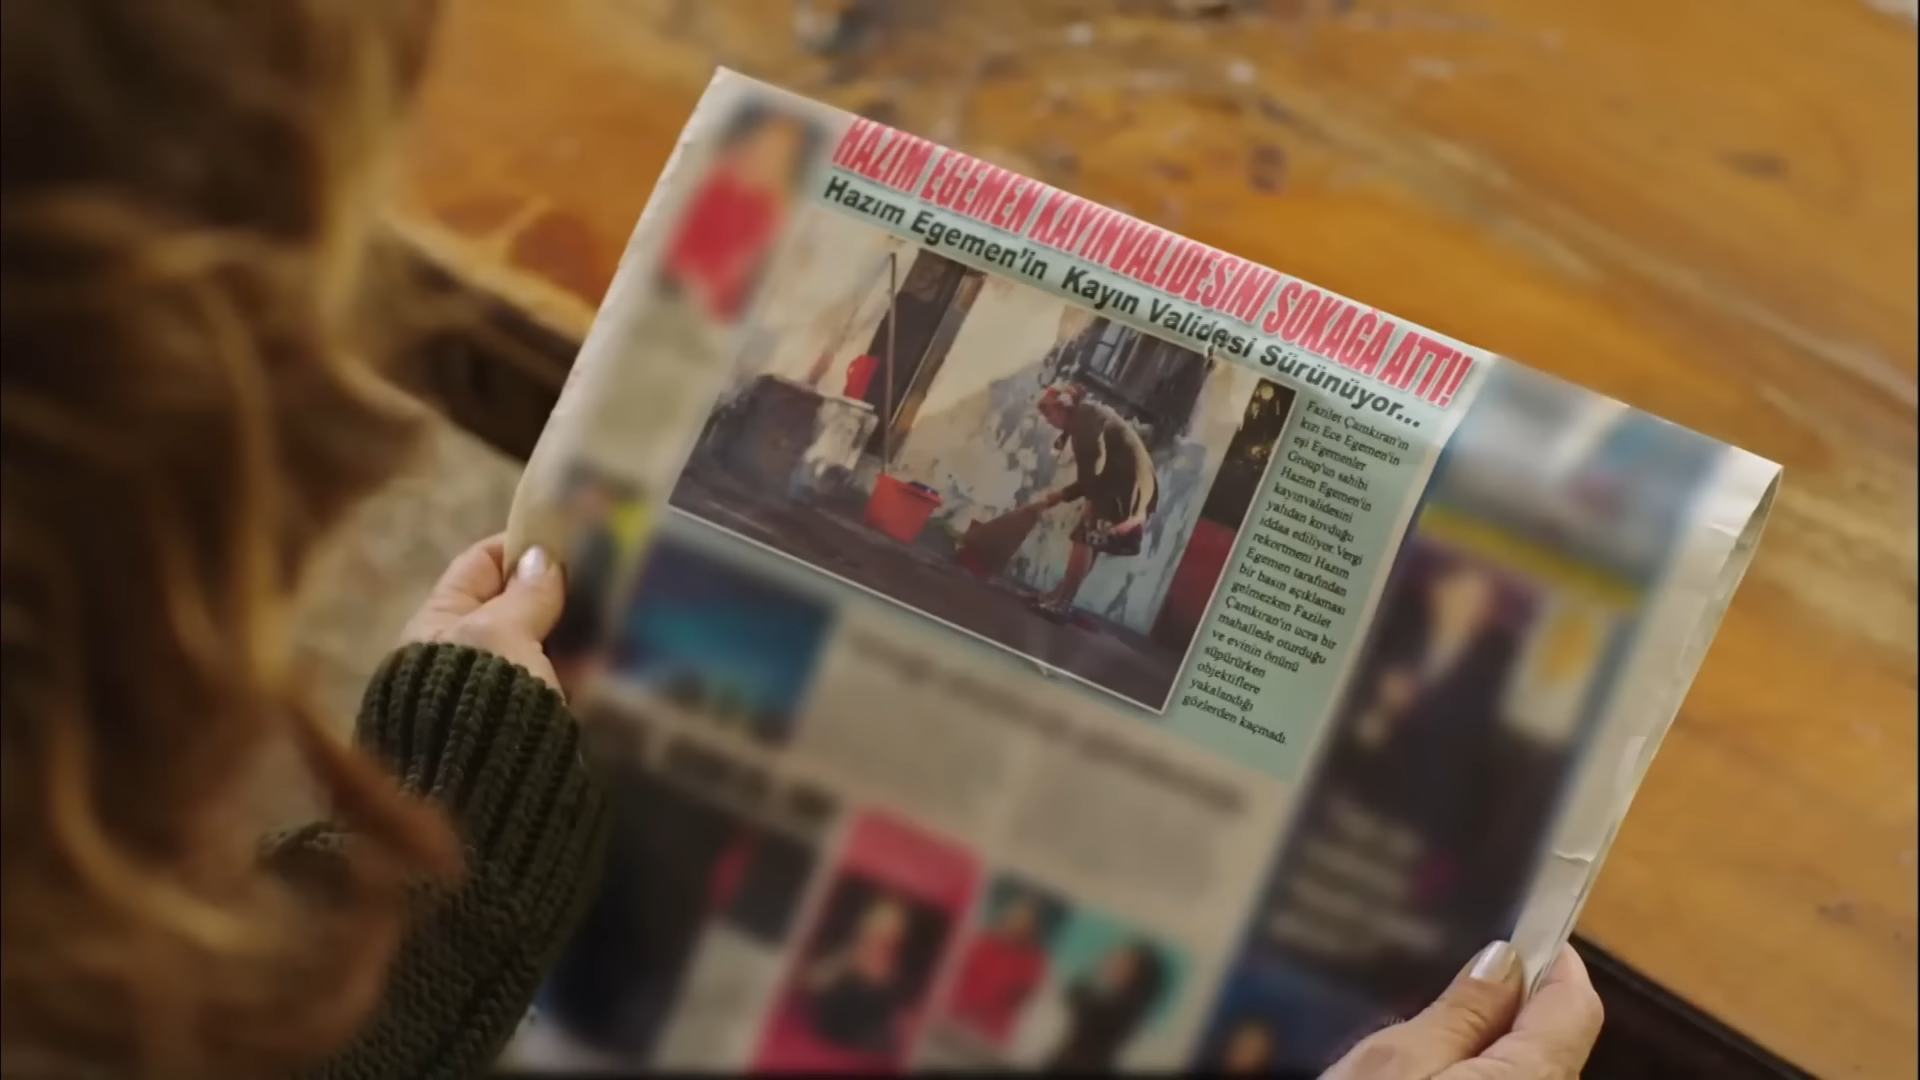 HAZIM EGEMEN KAYINVALİDESİNİ SOKAĞA ATTI!
Hazım Egemen'in Kayın Validesi Sürünüyor...
Fazilet Çamkıran'ın
kızı Ece Egemen'in
eşi Egemenler
Group'un sahibi
Hazım Egemen'in
kayınvalidesini
yalıdan kovduğu
iddaa ediliyor. Vergi
rekortmeni Hazım
Egemen tarafından
bir basın açıklaması
gelmezken Fazilet
Çamkıran'ın ucra bir
mahallede oturduğu
ve evinin önünü
süpürürken
objektiflere
yakalandığı
gözlerden kaçmadı.